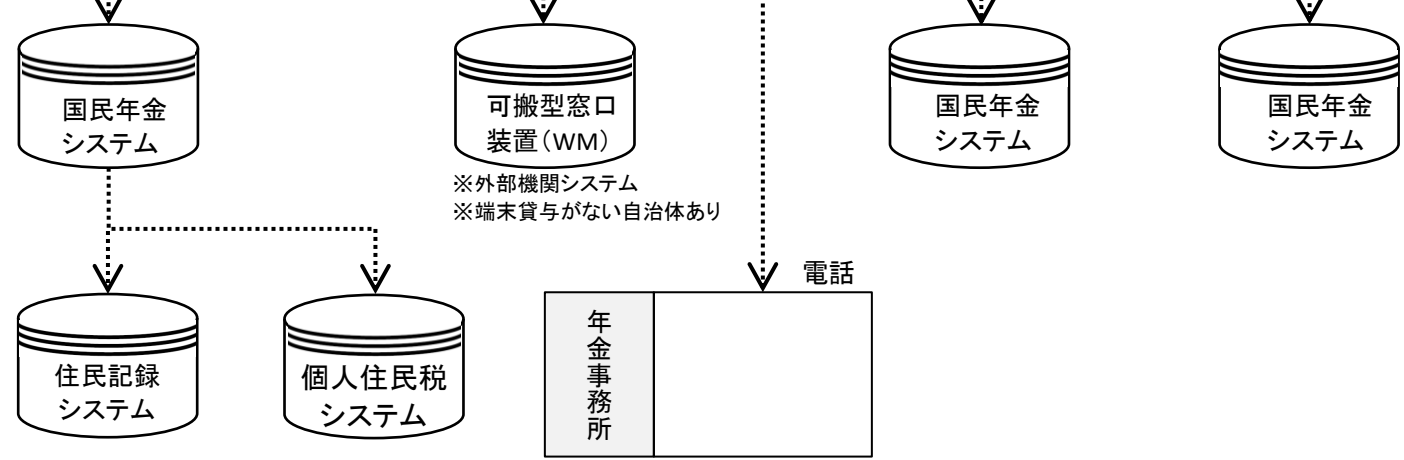 国民年金
システム
可搬型窓口
装置（WM）
※外部機関システム
※端末貸与がない自治体あり
国民年金
システム
国民年金
システム
電話
住民記録
システム
個人住民税
システム
年金事務所